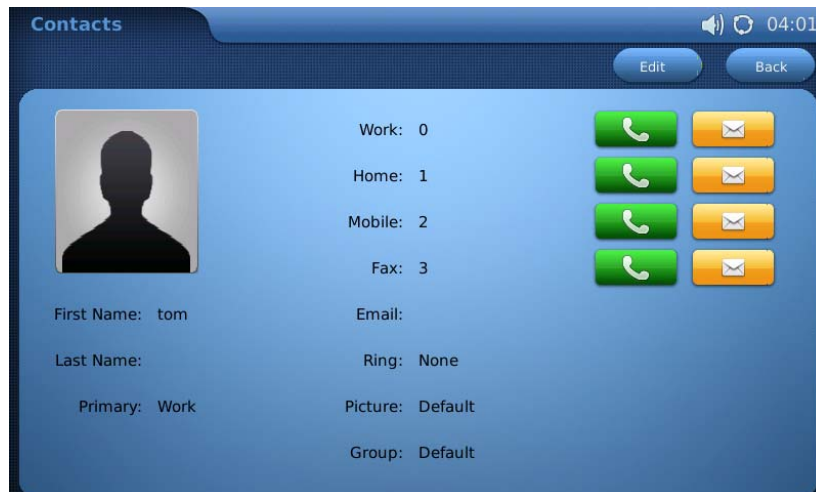 Contacts 04:01
Edit Back
Work: 0
Home: 1
Mobile: 2
Fax: 3
First Name: tom Email:
Last Name: Ring: None
Primary: Work Picture: Default
Group: Default